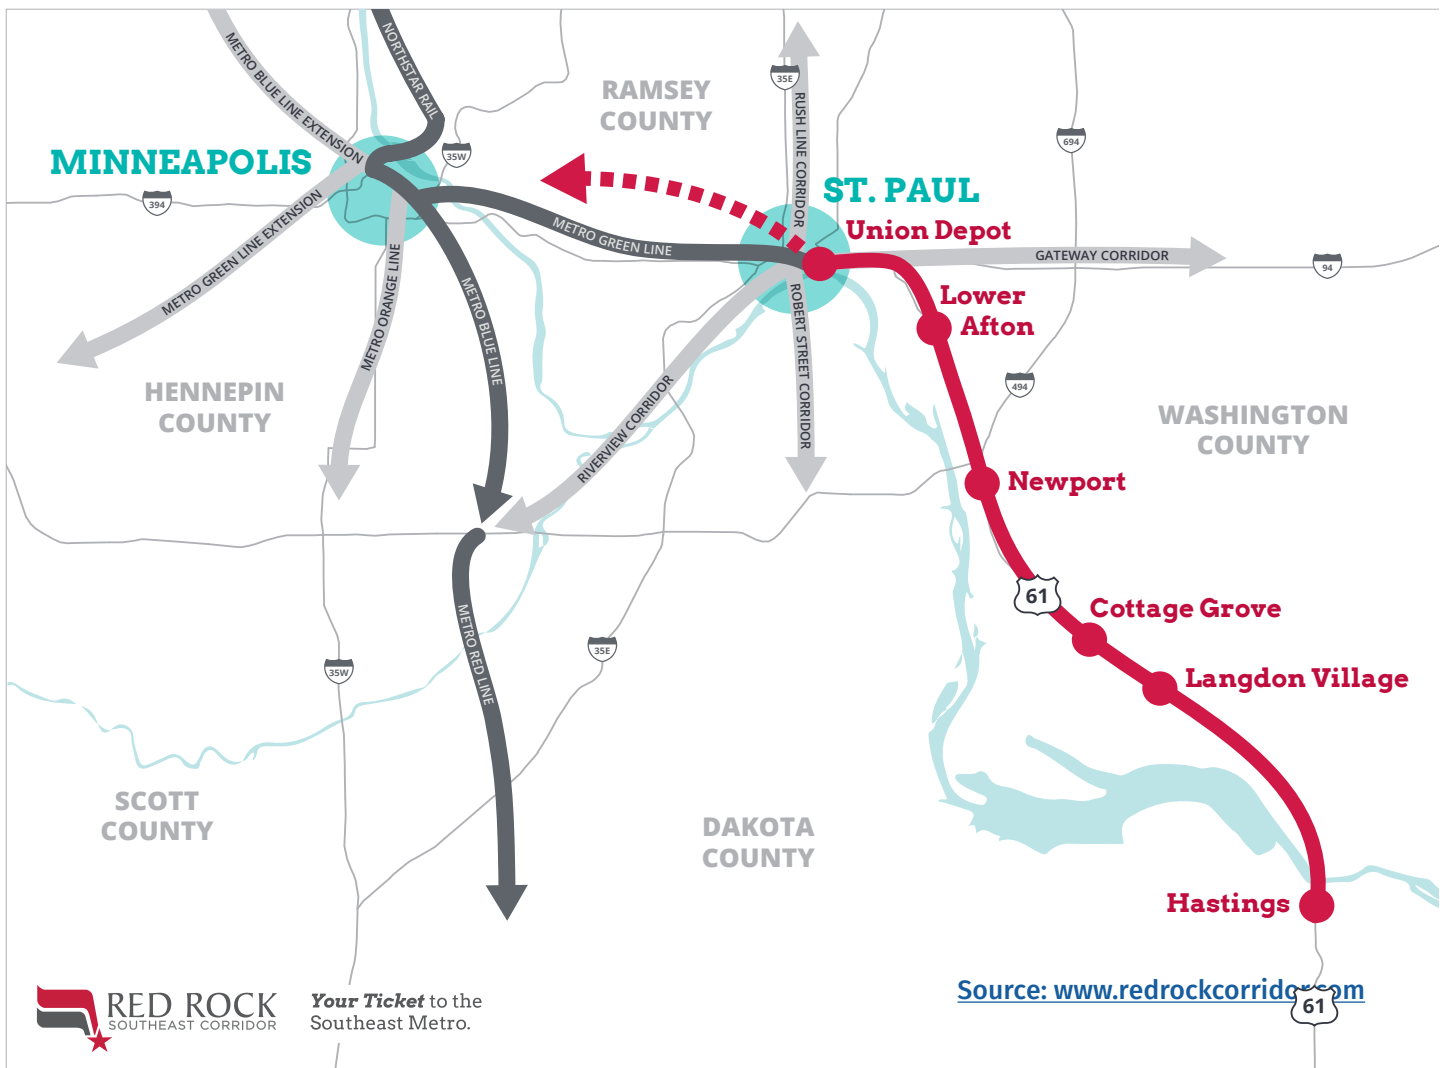 METRO BLUE LINE EXTENSION
NORTHSTAR RAIL
35E
RAMSEY
COUNTY
RUSH LINE CORRIDOR
694
35W
MINNEAPOLIS
394
ST. PAUL
Union Depot
METRO GREEN LINE EXTENSION
METRO GREEN LINE
GATEWAY CORRIDOR
94
METRO ORANGE LINE
METRO BLUE LINE
ROBERT STREET CORRIDOR
Lower
Afton
HENNEPIN
COUNTY
RIVERVIEW CORRIDOR
494
WASHINGTON
COUNTY
Newport
61
Cottage Grove
METRO RED LINE
35E
35W
Langdon Village
SCOTT
COUNTY
DAKOTA
COUNTY
Hastings
RED ROCK
SOUTHEAST CORRIDOR
Your Ticket to the
Southeast Metro.
Source: www.redrockcorridor.com
61